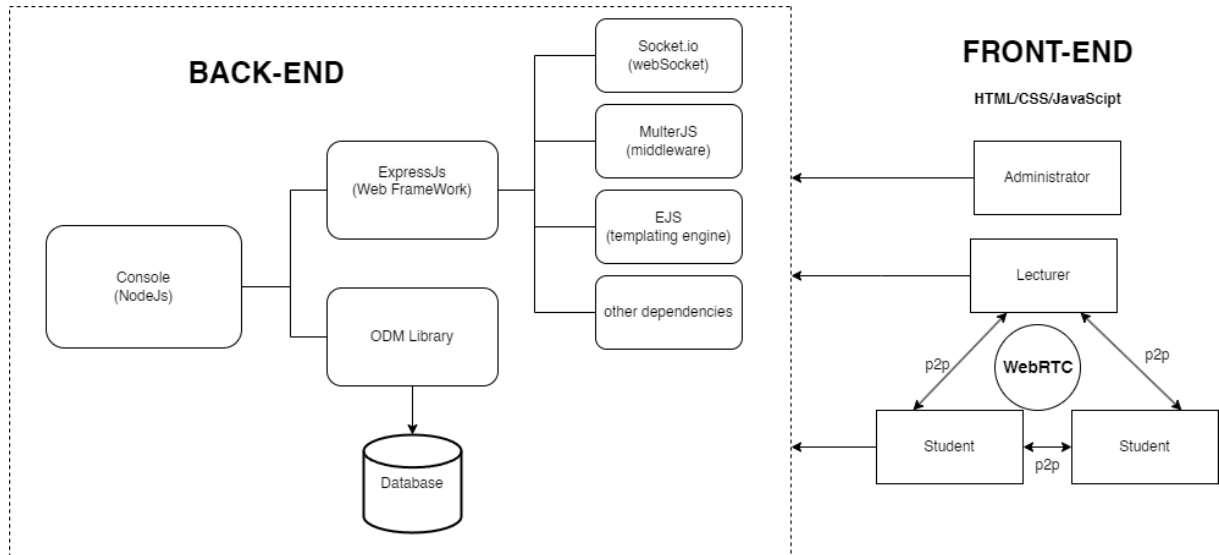 BACK-END
Socket.io
(webSocket)
MulterJS
(middleware)
ExpressJs
(Web FrameWork)
EJS
(templating engine)
Console
(NodeJs)
other dependencies
ODM Library
Database
FRONT-END
HTML/CSS/JavaScipt
Administrator
Lecturer
p2p
WebRTC
p2p
Student
p2p
Student